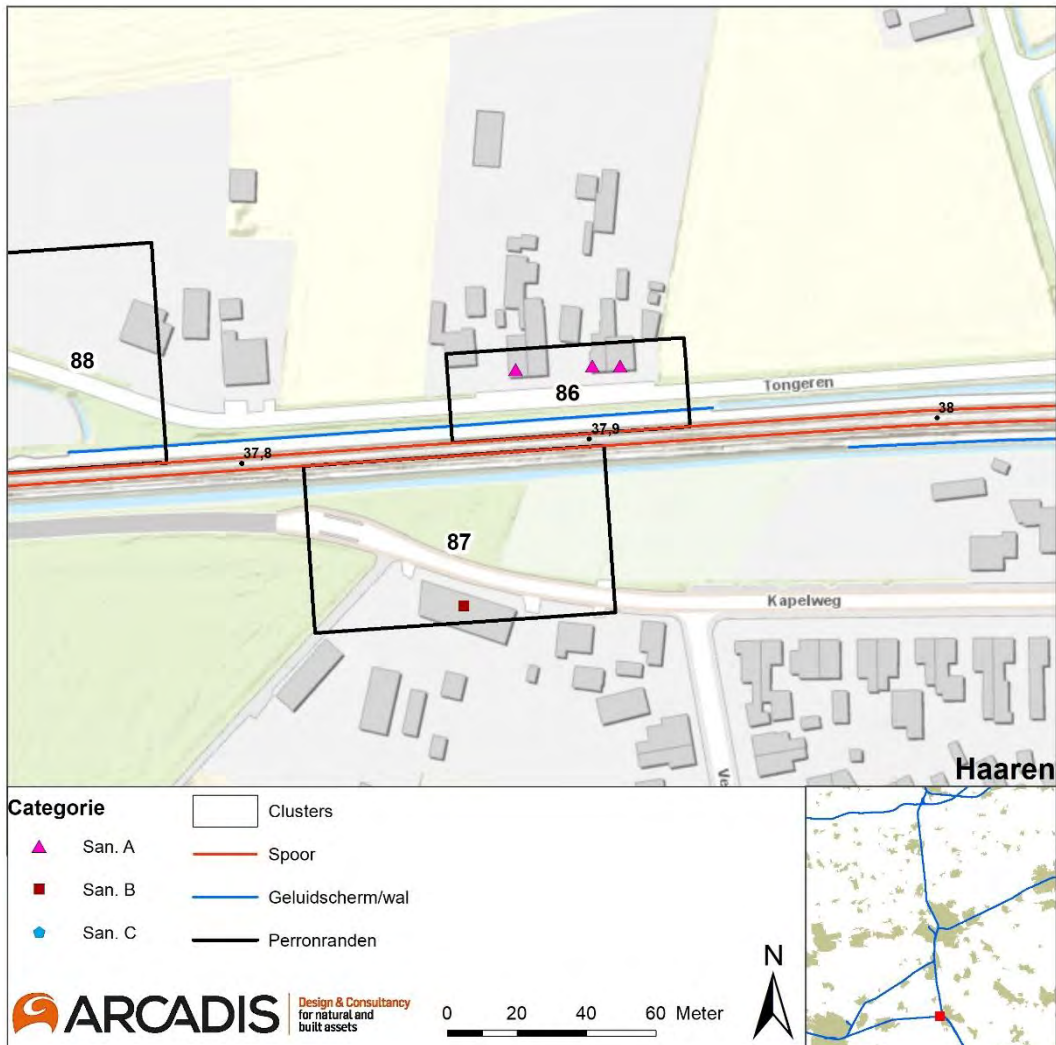 88
86
Tongeren
37,8
37,9
38
87
Kapelweg
Ve
Haaren
Categorie
San. A
San. B
San. C
Clusters
Spoor
Geluidscherm/wal
Perronranden
ARCADIS
Design & Consultancy
for natural and
built assets
0 20 40 60 Meter
N